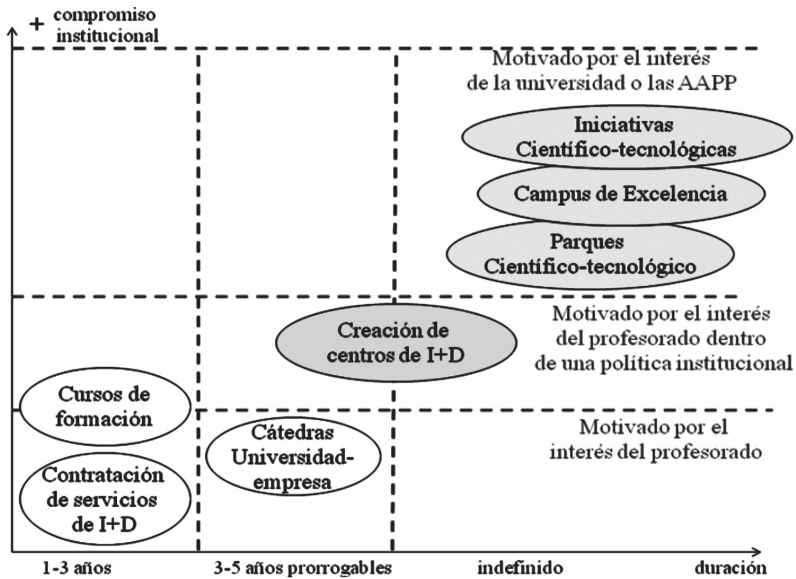 + compromiso
institucional
Motivado por el interés
de la universidad o las AAPP
Iniciativas
Científico-tecnológicas
Campus de Excelencia
Parques
Científico-tecnológico
Creación de
centros de I+D
Motivado por el interés
del profesorado dentro
de una política institucional
Cursos de
formación
Cátedras
Universidad-
empresa
Motivado por el
interés del profesorado
Contratación
de servicios
de I+D
1-3 años
3-5 años prorrogables
indefinido
duración